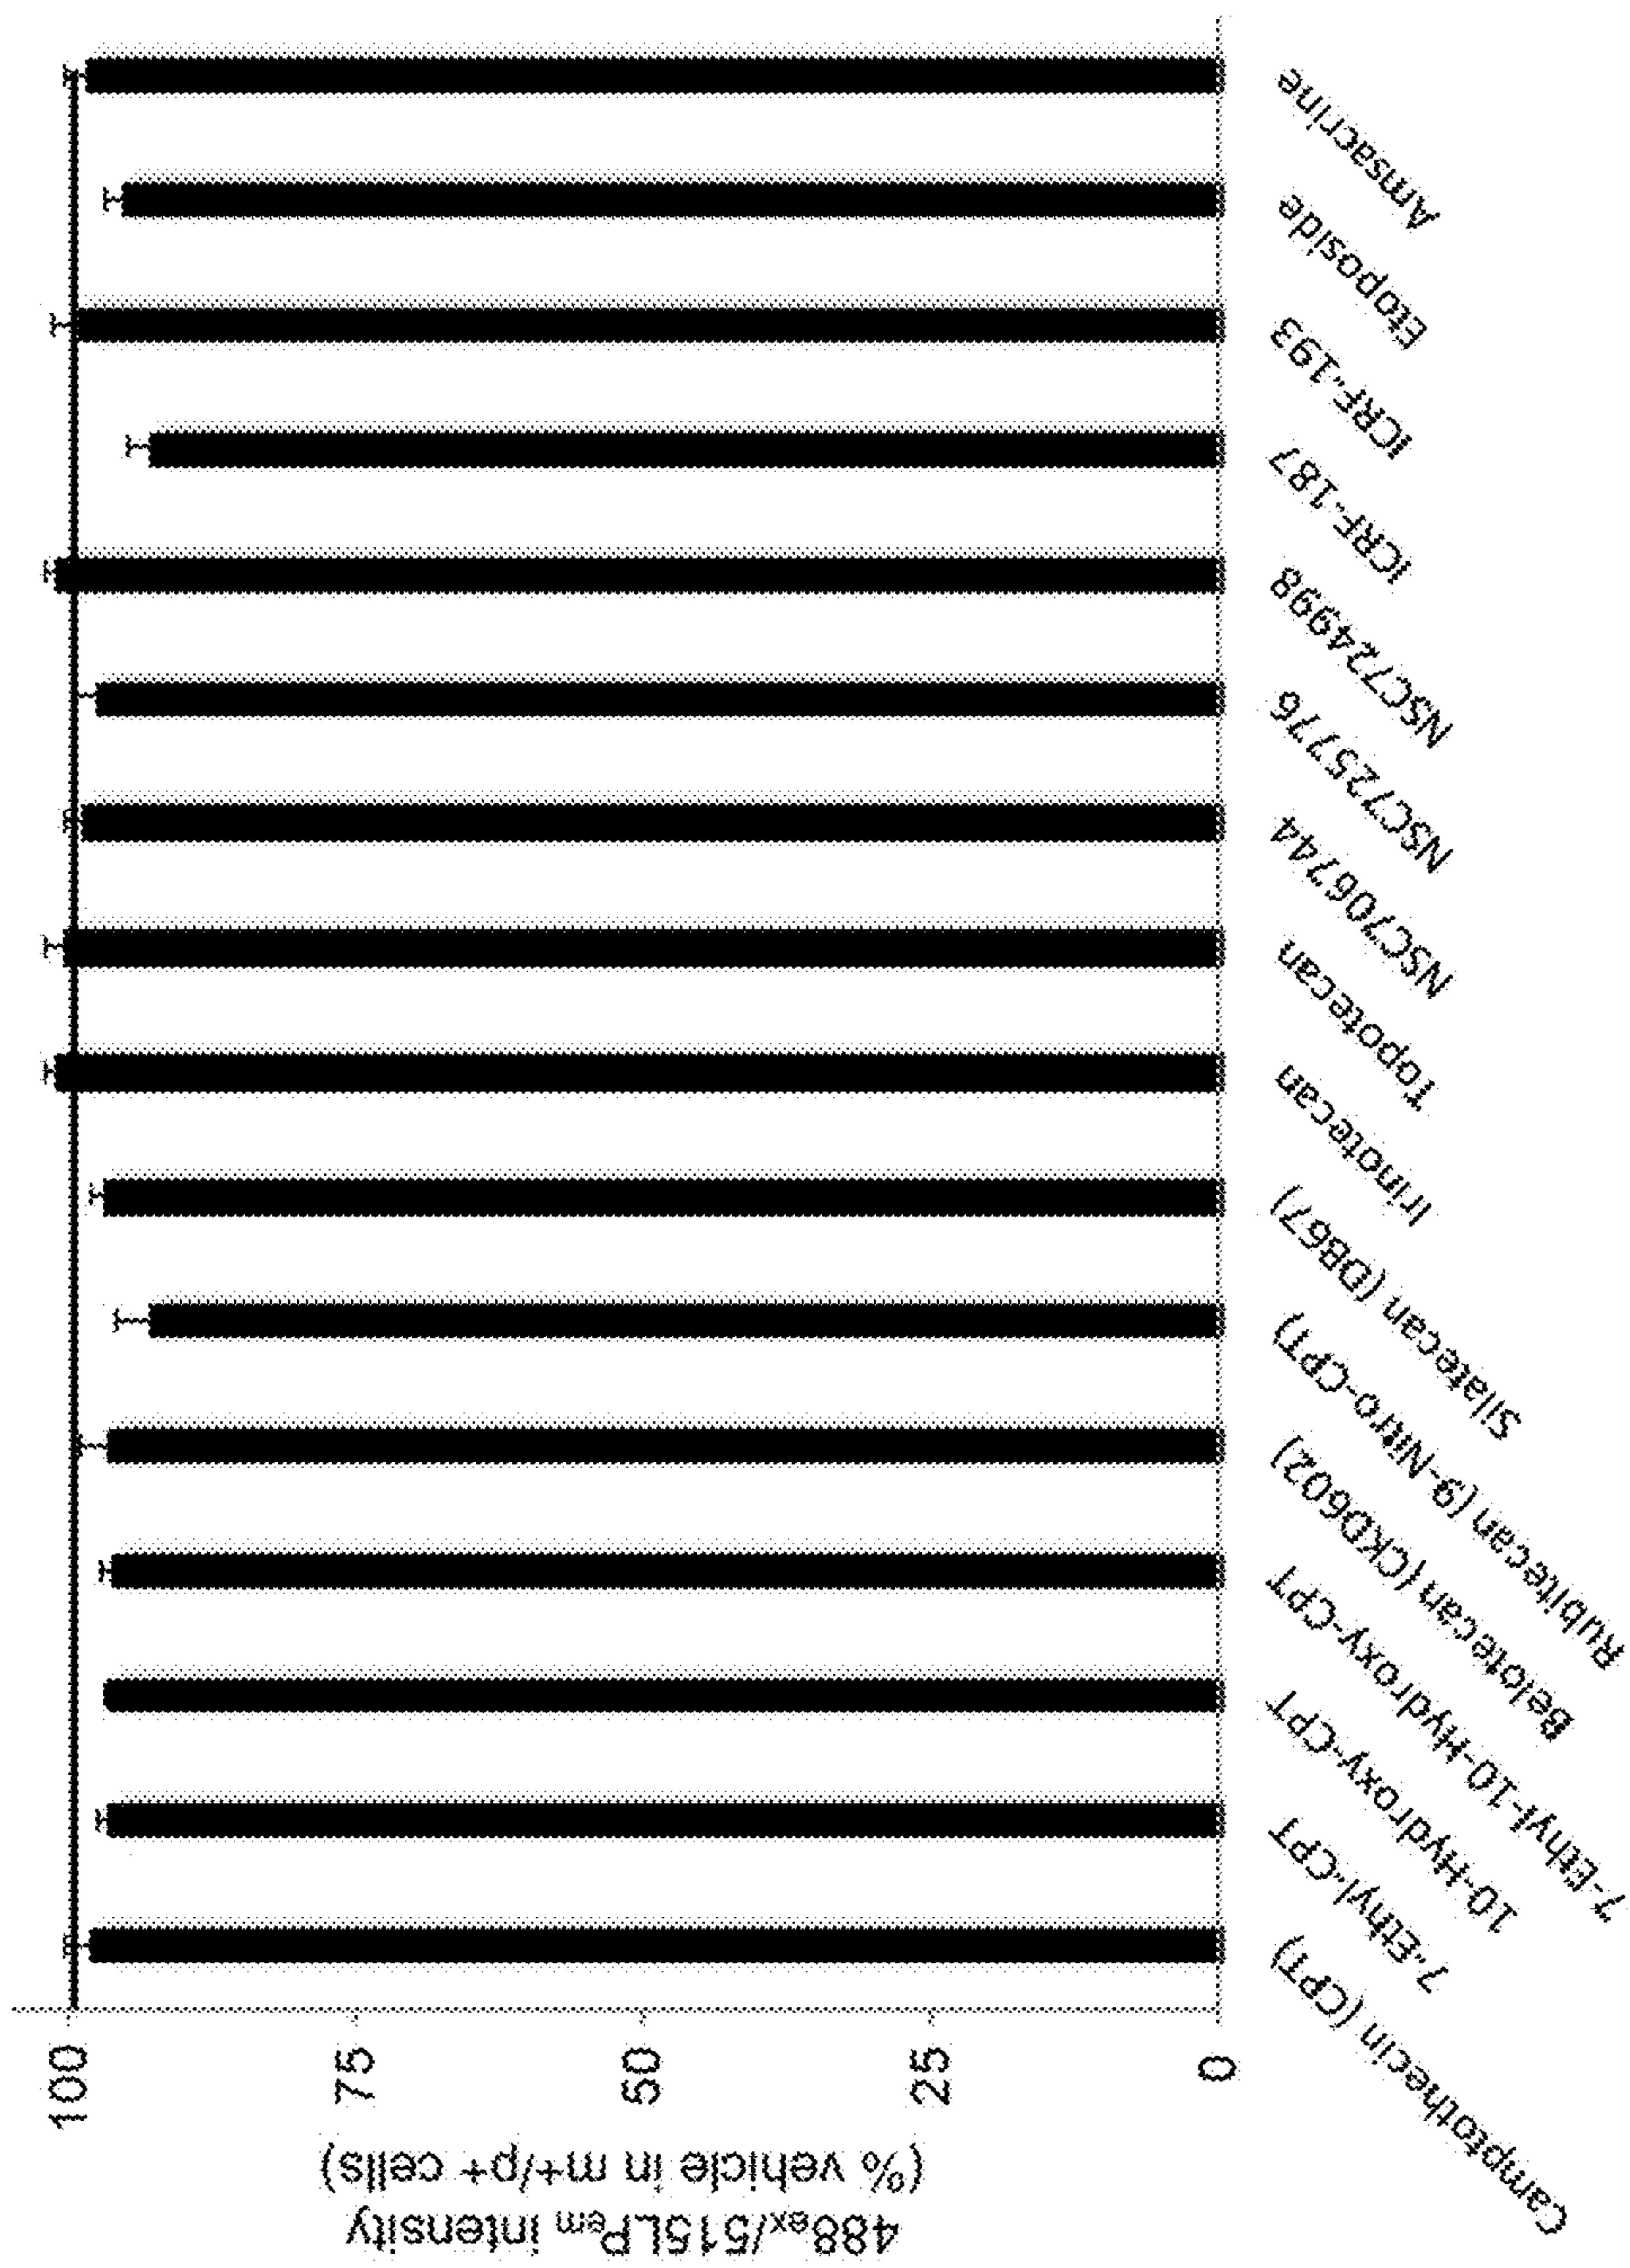 488ex/515LPem intensity
(% vehicle in m+/p+ cells)
100
75
50
25
0
Camptothecin (CPT)
7-Ethyl-CPT
10-Hydroxy-CPT
7-Ethyl-10-Hydroxy-CPT
Belotecan (CKD602)
Rubitecan (9-Nitro-CPT)
Silatecan (DB67)
Irinotecan
Topotecan
NSC706744
NSC725776
NSC724998
ICRF-187
ICRF-193
Etoposide
Amsacrine